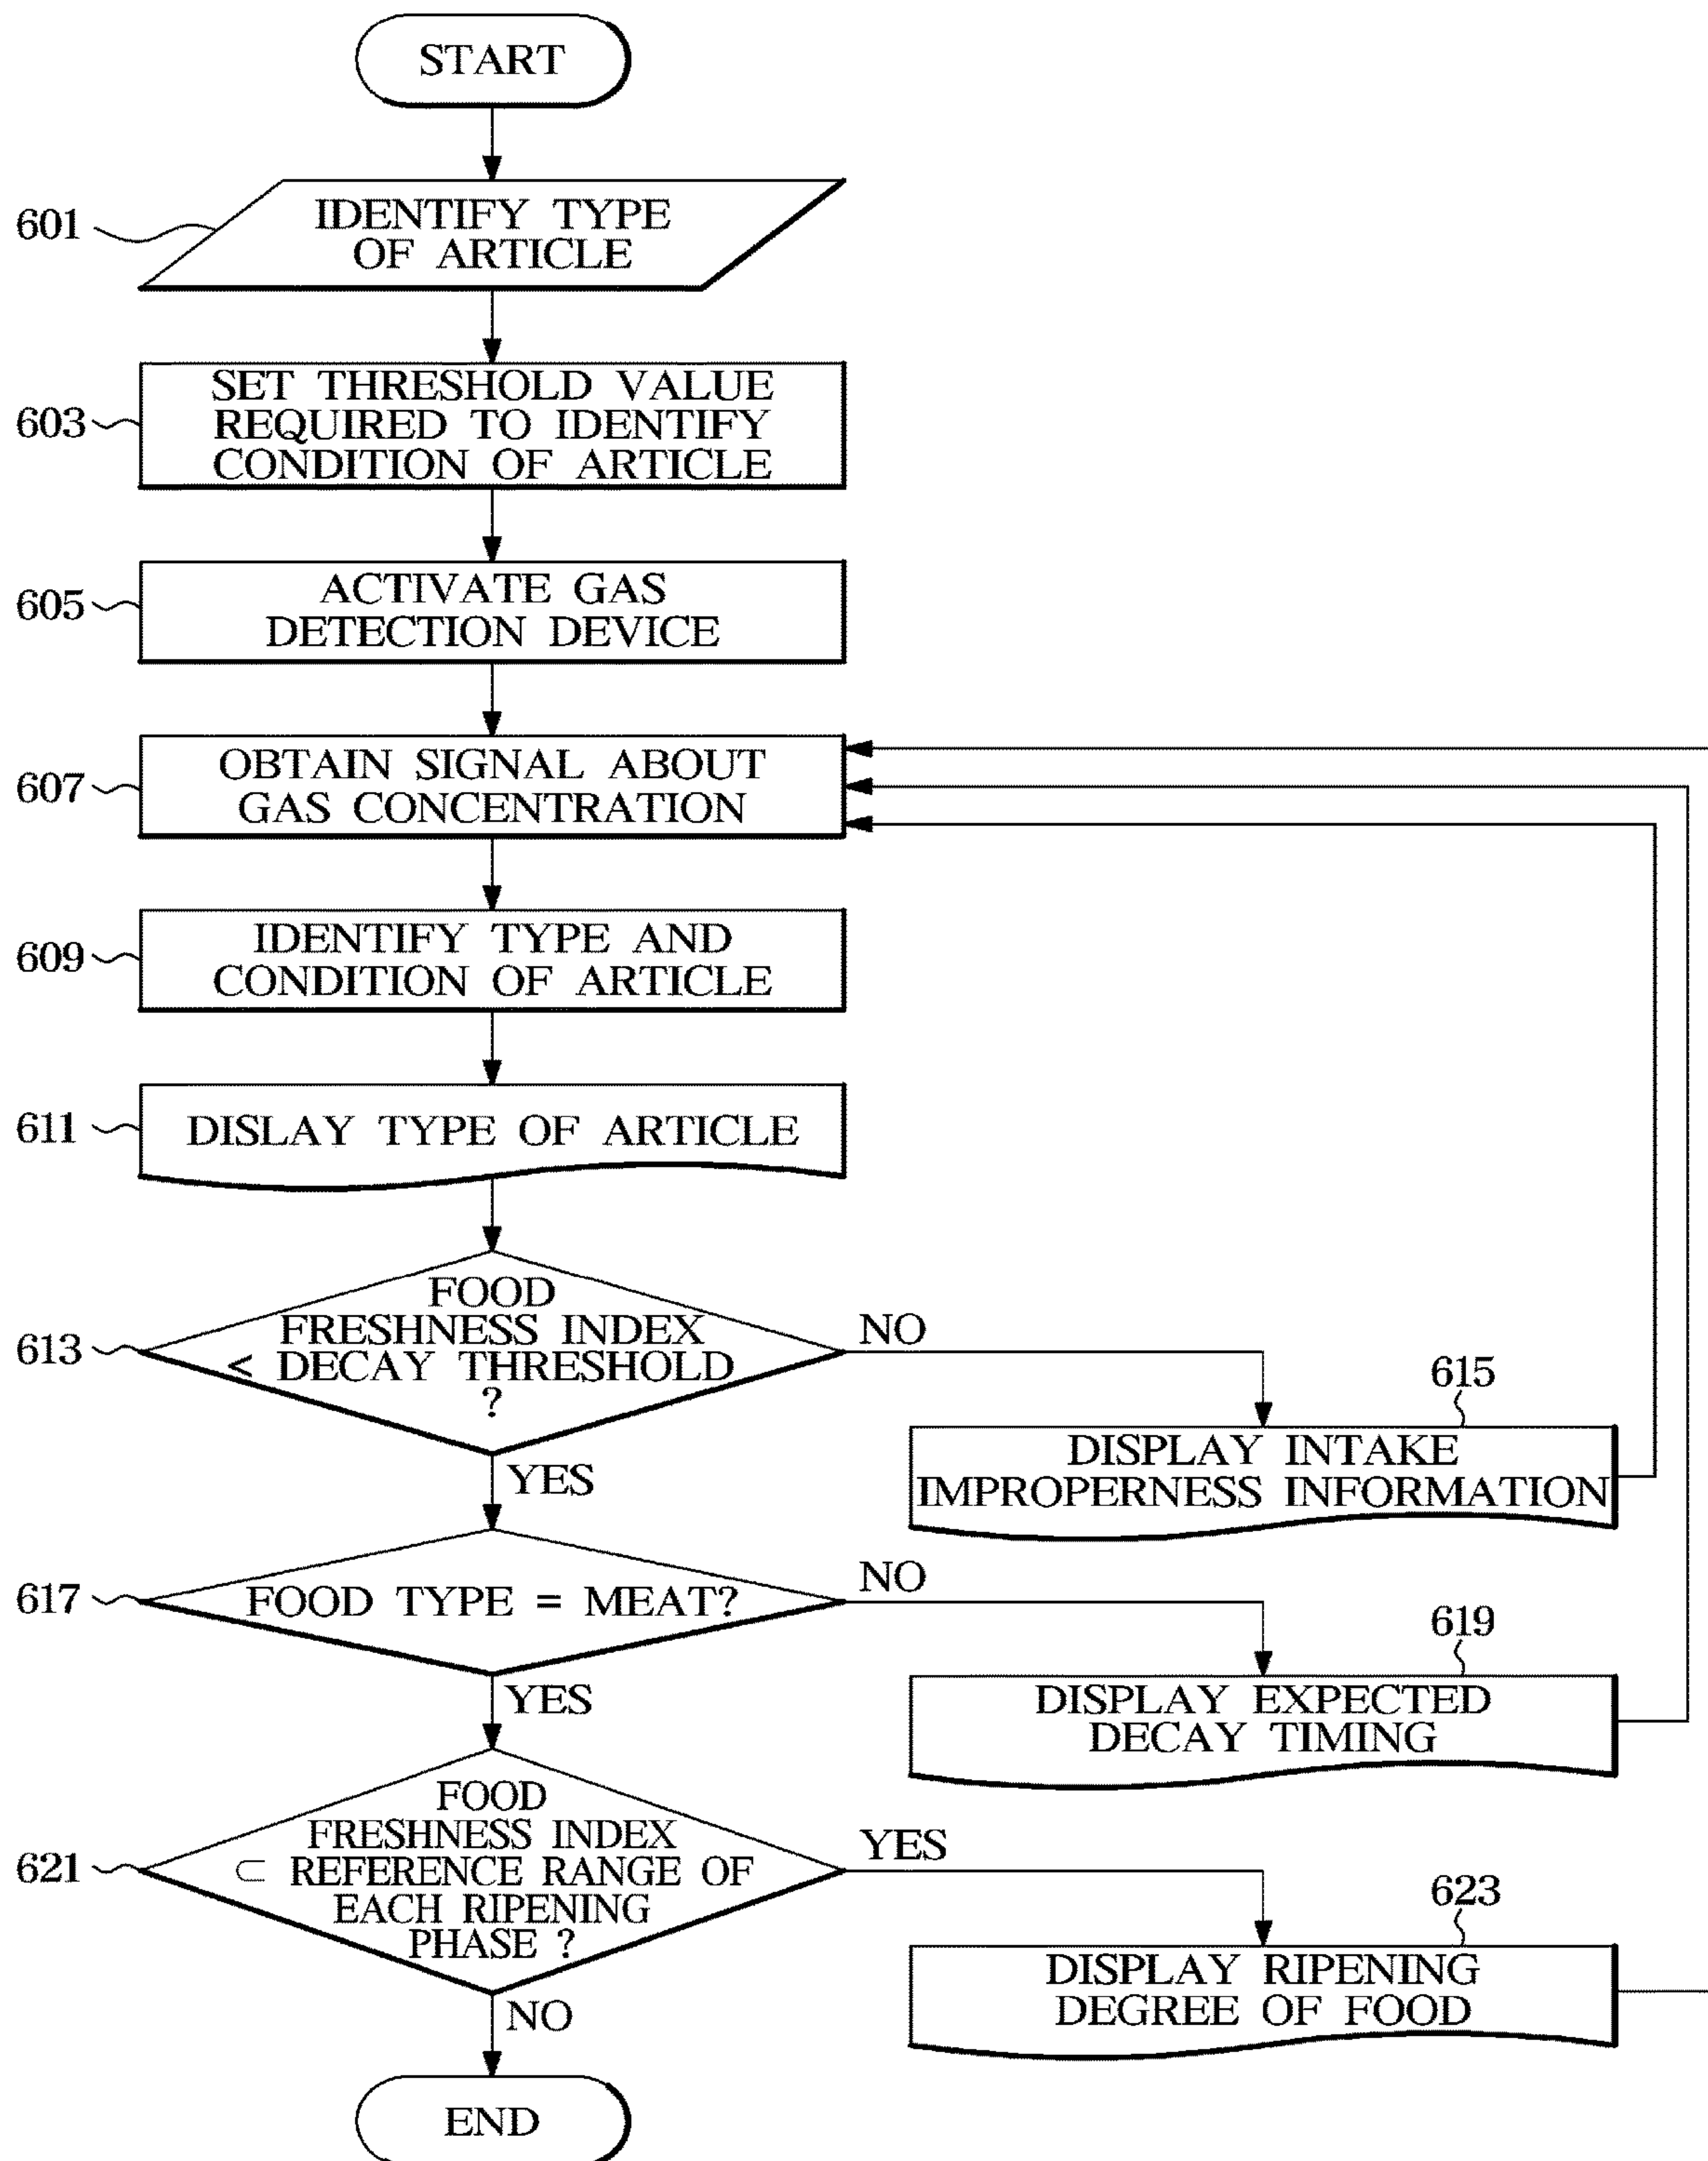 START
601
IDENTIFY TYPE
OF ARTICLE
603
SET THRESHOLD VALUE
REQUIRED TO IDENTIFY
CONDITION OF ARTICLE
605
ACTIVATE GAS
DETECTION DEVICE
607
OBTAIN SIGNAL ABOUT
GAS CONCENTRATION
609
IDENTIFY TYPE AND
CONDITION OF ARTICLE
611
DISLAY TYPE OF ARTICLE
613
FOOD
FRESHNESS INDEX
< DECAY THRESHOLD
?
NO
YES
615
DISPLAY INTAKE
IMPROPERNESS INFORMATION
617
FOOD TYPE = MEAT?
NO
YES
619
DISPLAY EXPECTED
DECAY TIMING
621
FOOD
FRESHNESS INDEX
⊂ REFERENCE RANGE OF
EACH RIPENING
PHASE ?
YES
NO
623
DISPLAY RIPENING
DEGREE OF FOOD
END